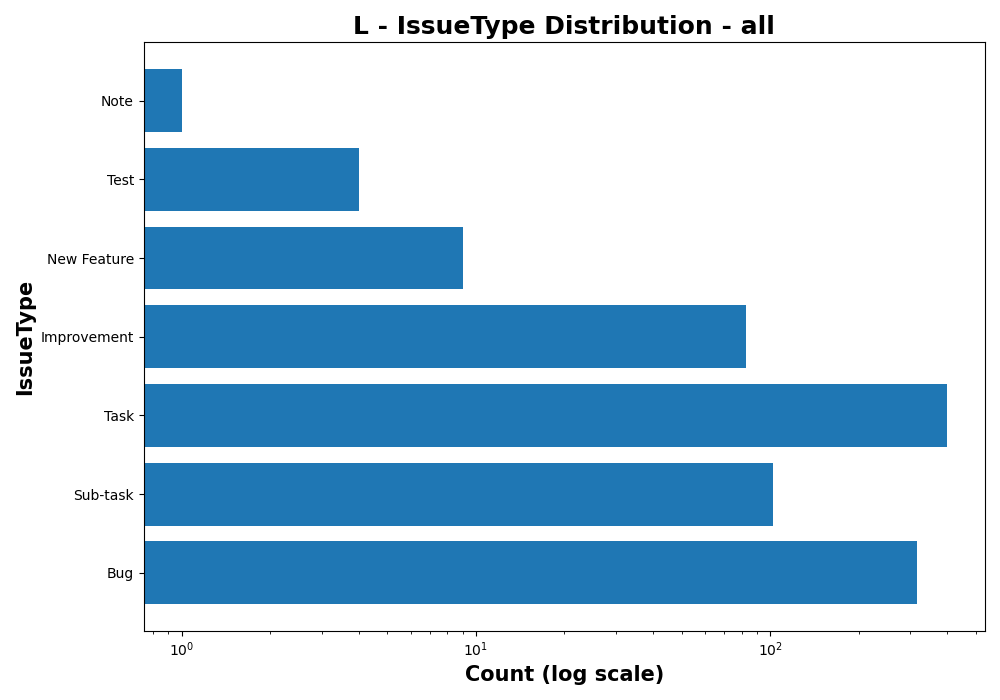 L - IssueType Distribution - all
IssueType
Note
Test
New Feature
Improvement
Task
Sub-task
Bug
10⁰
10¹
10²
Count (log scale)